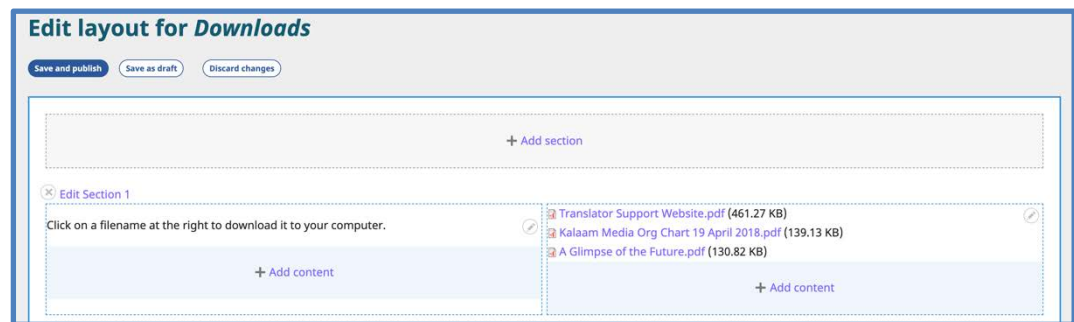 Edit layout for Downloads
Save and publish Save as draft Discard changes
+ Add section
Edit Section 1
Click on a filename at the right to download it to your computer.
+ Add content
Translator Support Website.pdf (461.27 KB)
Kalaam Media Org Chart 19 April 2018.pdf (139.13 KB)
A Glimpse of the Future.pdf (130.82 KB)
+ Add content